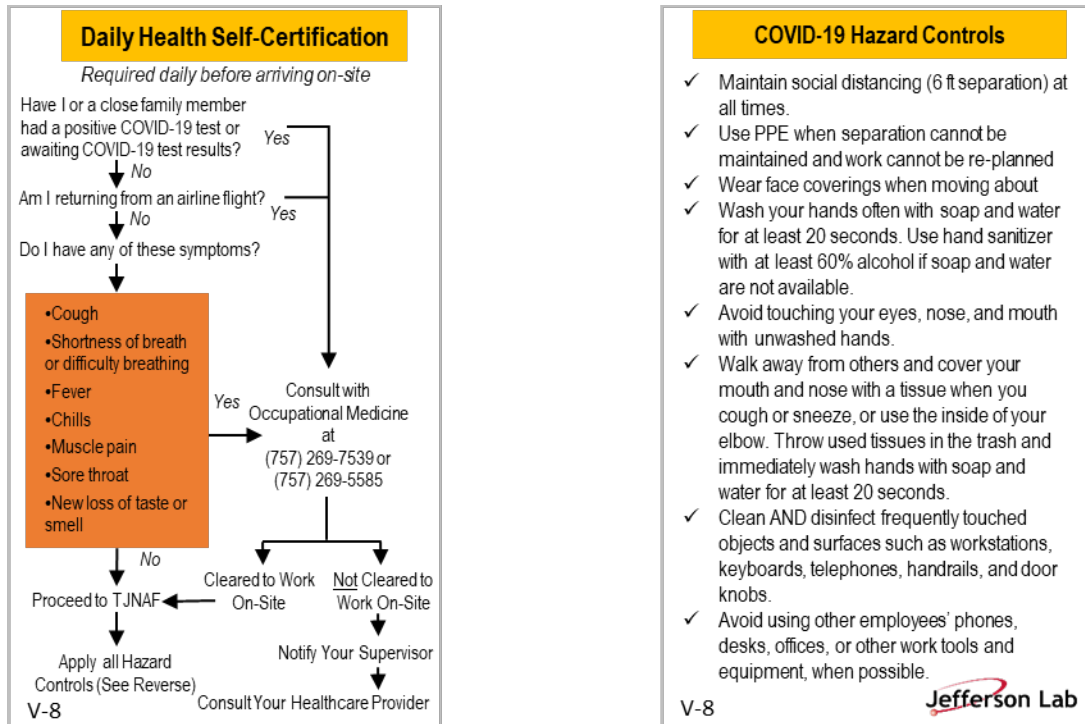 Daily Health Self-Certification
Required daily before arriving on-site
Have I or a close family member
had a positive COVID-19 test or
awaiting COVID-19 test results?
Yes
No
Am I returning from an airline flight?
Yes
No
Do I have any of these symptoms?
•Cough
•Shortness of breath
or difficulty breathing
•Fever
•Chills
•Muscle pain
•Sore throat
•New loss of taste or
smell
Yes
Consult with
Occupational Medicine
at
(757) 269-7539 or
(757) 269-5585
No
Cleared to Work
On-Site
Not Cleared to
Work On-Site
Proceed to TJNAF
Notify Your Supervisor
Apply all Hazard
Controls (See Reverse)
Consult Your Healthcare Provider
V-8
COVID-19 Hazard Controls
✓ Maintain social distancing (6 ft separation) at
all times.
✓ Use PPE when separation cannot be
maintained and work cannot be re-planned
✓ Wear face coverings when moving about
✓ Wash your hands often with soap and water
for at least 20 seconds. Use hand sanitizer
with at least 60% alcohol if soap and water
are not available.
✓ Avoid touching your eyes, nose, and mouth
with unwashed hands.
✓ Walk away from others and cover your
mouth and nose with a tissue when you
cough or sneeze, or use the inside of your
elbow. Throw used tissues in the trash and
immediately wash hands with soap and
water for at least 20 seconds.
✓ Clean AND disinfect frequently touched
objects and surfaces such as workstations,
keyboards, telephones, handrails, and door
knobs.
✓ Avoid using other employees' phones,
desks, offices, or other work tools and
equipment, when possible.
V-8
Jefferson Lab